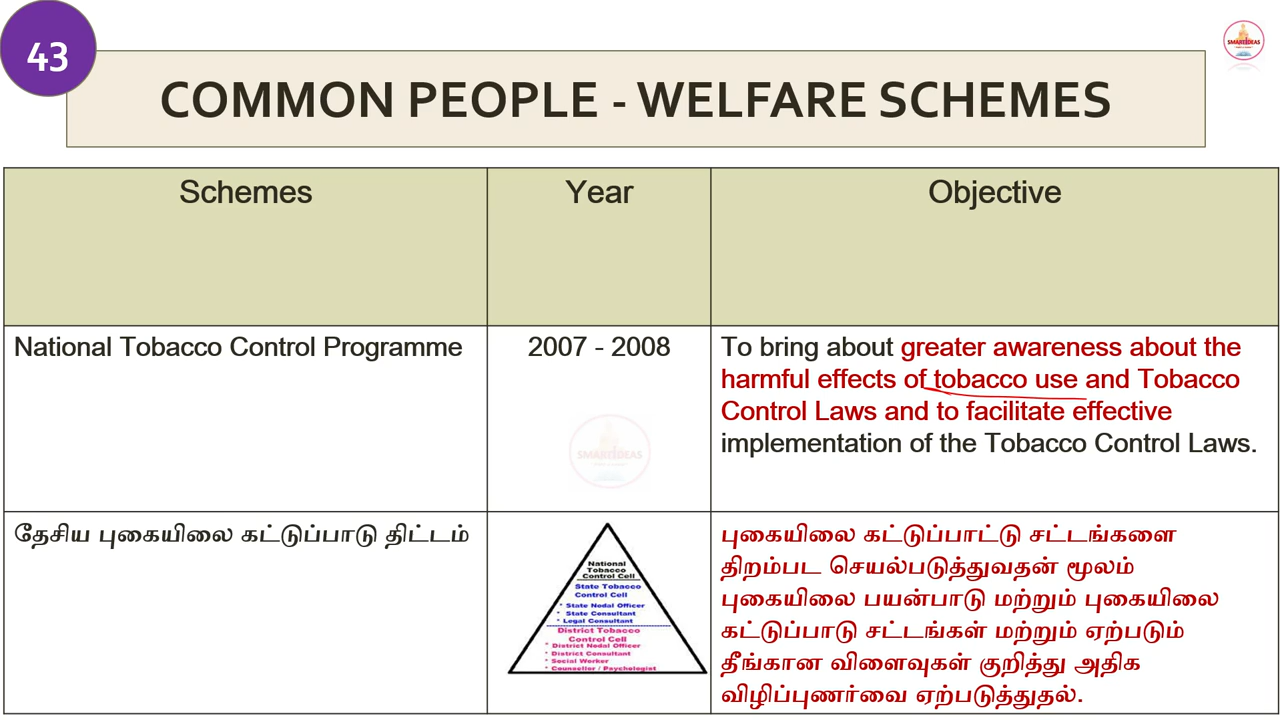 43
SMART IDEAS
COMMON PEOPLE - WELFARE SCHEMES
Schemes
Year
Objective
National Tobacco Control Programme
2007 - 2008
To bring about greater awareness about the
harmful effects of tobacco use and Tobacco
Control Laws and to facilitate effective
implementation of the Tobacco Control Laws.
SMART IDEAS
தேசிய புகையிலை கட்டுப்பாடு திட்டம்
National
Tobacco
Control Cell
State Tobacco
Control Cell
* State Nodal Officer
* State Consultant
* Legal Consultant
District Tobacco
Control Cell
* District Nodal Officer
* District Consultant
* Social Worker
* Counsellor / Psychologist
புகையிலை கட்டுப்பாட்டு சட்டங்களை
திறம்பட செயல்படுத்துவதன் மூலம்
புகையிலை பயன்பாடு மற்றும் புகையிலை
கட்டுப்பாடு சட்டங்கள் மற்றும் ஏற்படும்
தீங்கான விளைவுகள் குறித்து அதிக
விழிப்புணர்வை ஏற்படுத்துதல்.